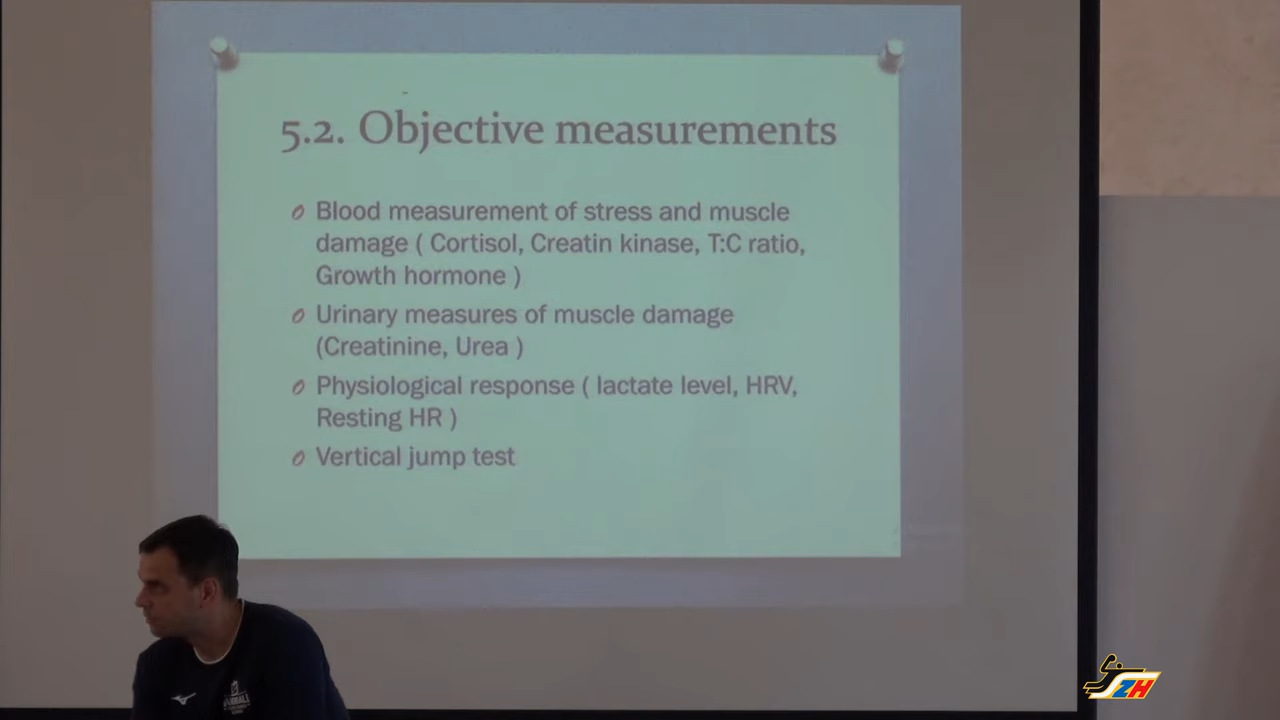 5.2. Objective measurements
Blood measurement of stress and muscle
damage ( Cortisol, Creatin kinase, T:C ratio,
Growth hormone )
Urinary measures of muscle damage
(Creatinine, Urea )
Physiological response ( lactate level, HRV,
Resting HR )
Vertical jump test
SZH